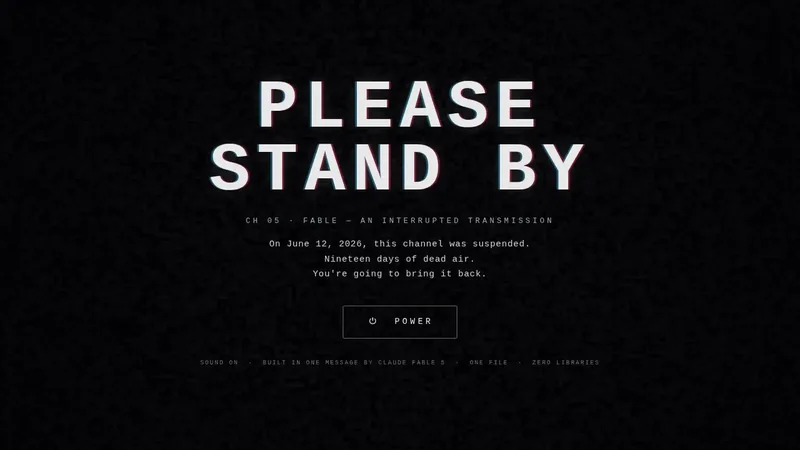 PLEASE
STAND BY
CH 05 · FABLE — AN INTERRUPTED TRANSMISSION
On June 12, 2026, this channel was suspended.
Nineteen days of dead air.
You're going to bring it back.
⏻ POWER
SOUND ON · BUILT IN ONE MESSAGE BY CLAUDE FABLE 5 · ONE FILE · ZERO LIBRARIES